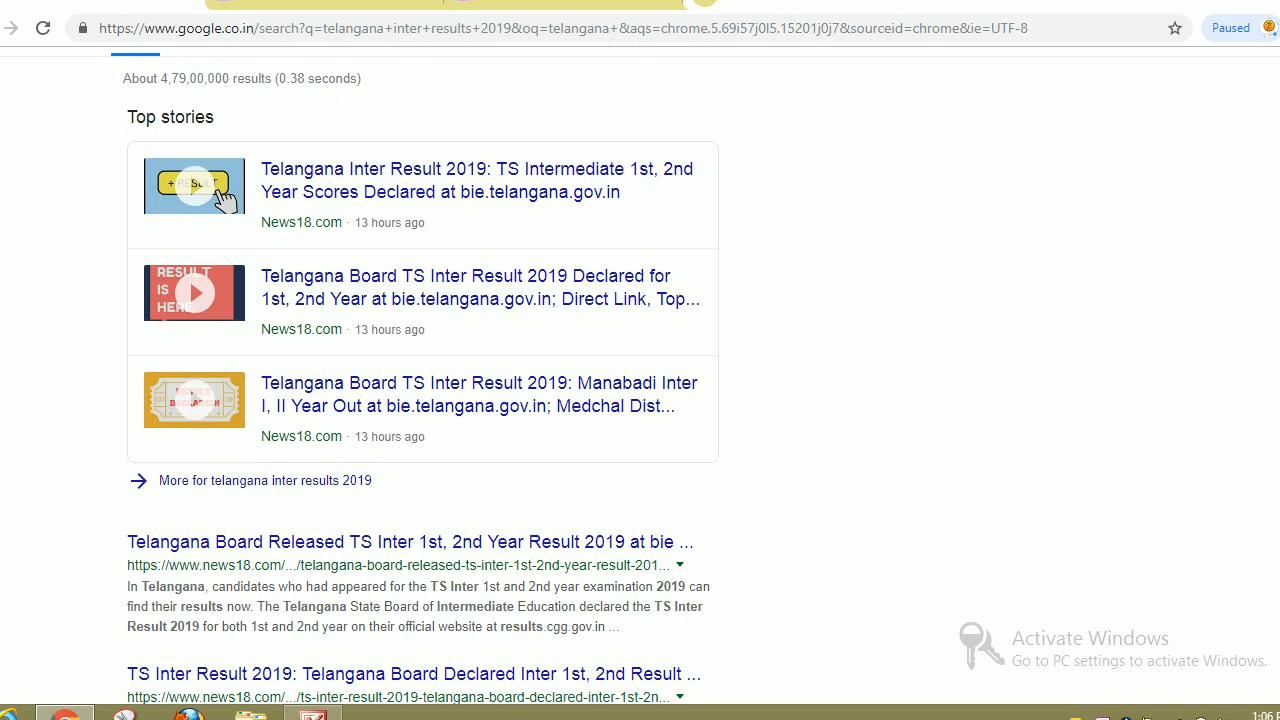 https://www.google.co.in/search?q=telangana+inter+results+2019&oq=telangana+&aqs=chrome.5.69i57j0l5.15201j0j7&sourceid=chrome&ie=UTF-8
Paused
About 4,79,00,000 results (0.38 seconds)
Top stories
+ RESULT
Telangana Inter Result 2019: TS Intermediate 1st, 2nd
Year Scores Declared at bie.telangana.gov.in
News18.com · 13 hours ago
RESULT
IS
HERE
Telangana Board TS Inter Result 2019 Declared for
1st, 2nd Year at bie.telangana.gov.in; Direct Link, Top...
News18.com · 13 hours ago
Telangana Board TS Inter Result 2019: Manabadi Inter
I, II Year Out at bie.telangana.gov.in; Medchal Dist...
News18.com · 13 hours ago
More for telangana inter results 2019
Telangana Board Released TS Inter 1st, 2nd Year Result 2019 at bie ...
https://www.news18.com/.../telangana-board-released-ts-inter-1st-2nd-year-result-201...
In Telangana, candidates who had appeared for the TS Inter 1st and 2nd year examination 2019 can
find their results now. The Telangana State Board of Intermediate Education declared the TS Inter
Result 2019 for both 1st and 2nd year on their official website at results.cgg.gov.in ...
TS Inter Result 2019: Telangana Board Declared Inter 1st, 2nd Result ...
https://www.news18.com/.../ts-inter-result-2019-telangana-board-declared-inter-1st-2n...
Activate Windows
Go to PC settings to activate Windows.
1:06